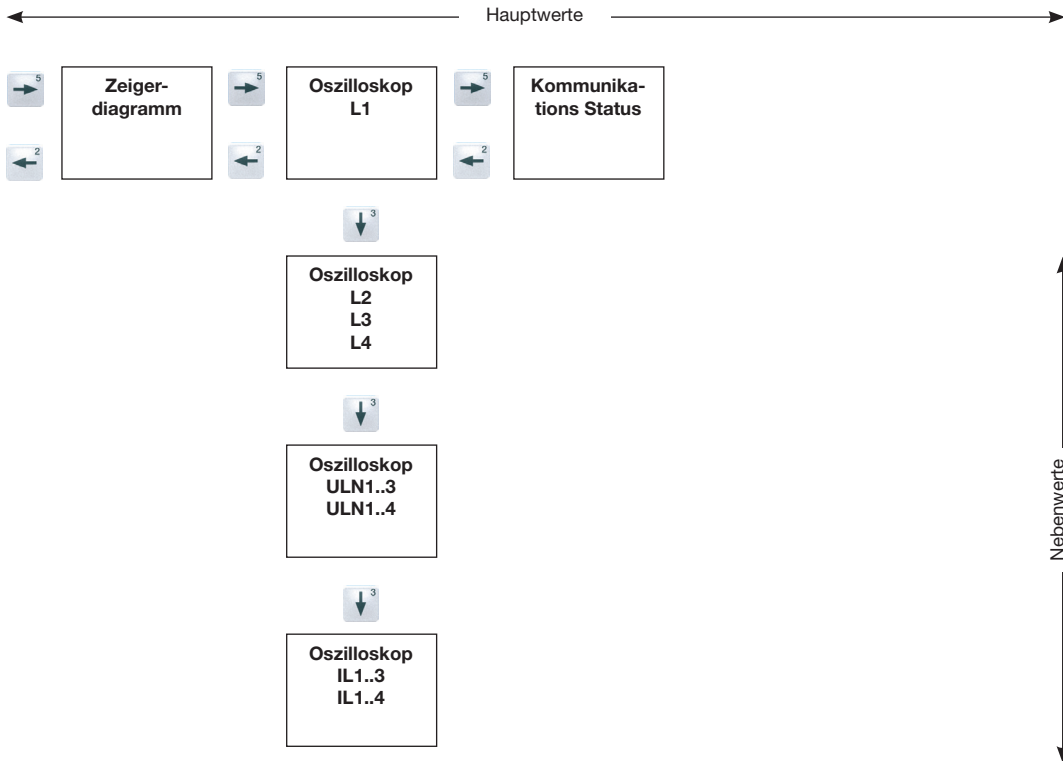 Hauptwerte
5
Zeiger-
diagramm
5
Oszilloskop
L1
5
Kommunika-
tions Status
2
2
2
3
Oszilloskop
L2
L3
L4
3
Oszilloskop
ULN1..3
ULN1..4
3
Oszilloskop
IL1..3
IL1..4
Nebenwerte